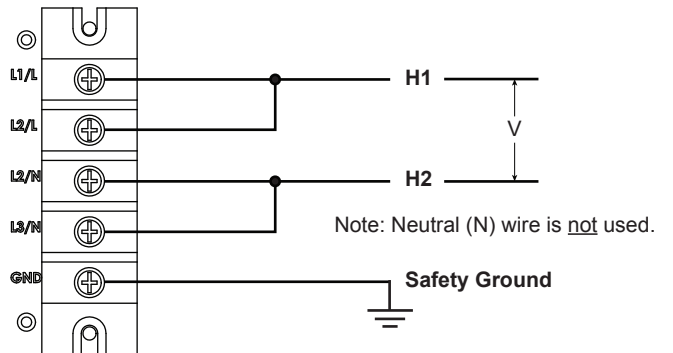 L1/L
H1
L2/L
V
L2/N
H2
L3/N
Note: Neutral (N) wire is not used.
GND
Safety Ground